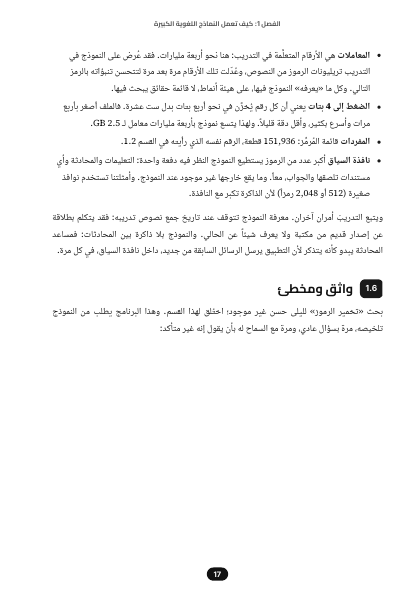 الفصل 1: كيف تعمل النماذج اللغوية الكبيرة
• المعاملات هي الأرقام المتعلَّمة في التدريب: هنا نحو أربعة مليارات. فقد عُرض على النموذج في
التدريب تريليونات الرموز من النصوص، وعُدّلت تلك الأرقام مرة بعد مرة لتتحسن تنبؤاته بالرمز
التالي. وكل ما «يعرفه» النموذج فيها، على هيئة أنماط، لا قائمة حقائق يبحث فيها.
• الضغط إلى 4 بتات يعني أن كل رقم يُخزَّن في نحو أربع بتات بدل ست عشرة. فالملف أصغر بأربع
مرات وأسرع بكثير، وأقل دقة قليلاً. ولهذا يتسع نموذج بأربعة مليارات معامل لـ 2.5 GB.
• المفردات قائمة المُرمِّز: 151,936 قطعة، الرقم نفسه الذي رأيته في القسم 1.2.
• نافذة السياق أكبر عدد من الرموز يستطيع النموذج النظر فيه دفعة واحدة: التعليمات والمحادثة وأي
مستندات تلصقها والجواب، معاً. وما يقع خارجها غير موجود عند النموذج. وأمثلتنا تستخدم نوافذ
صغيرة (512 أو 2,048 رمزاً) لأن الذاكرة تكبر مع النافذة.
ويتبع التدريبَ أمران آخران. معرفة النموذج تتوقف عند تاريخ جمع نصوص تدريبه: فقد يتكلم بطلاقة
عن إصدار قديم من مكتبة ولا يعرف شيئاً عن الحالي. والنموذج بلا ذاكرة بين المحادثات: فمساعد
المحادثة يبدو كأنه يتذكر لأن التطبيق يرسل الرسائل السابقة من جديد، داخل نافذة السياق، في كل مرة.
1.6 واثق ومخطئ
بحث «تخمير الرموز» لليلى حسن غير موجود؛ اختلق لهذا القسم. وهذا البرنامج يطلب من النموذج
تلخيصه، مرة بسؤال عادي، ومرة مع السماح له بأن يقول إنه غير متأكد:
17